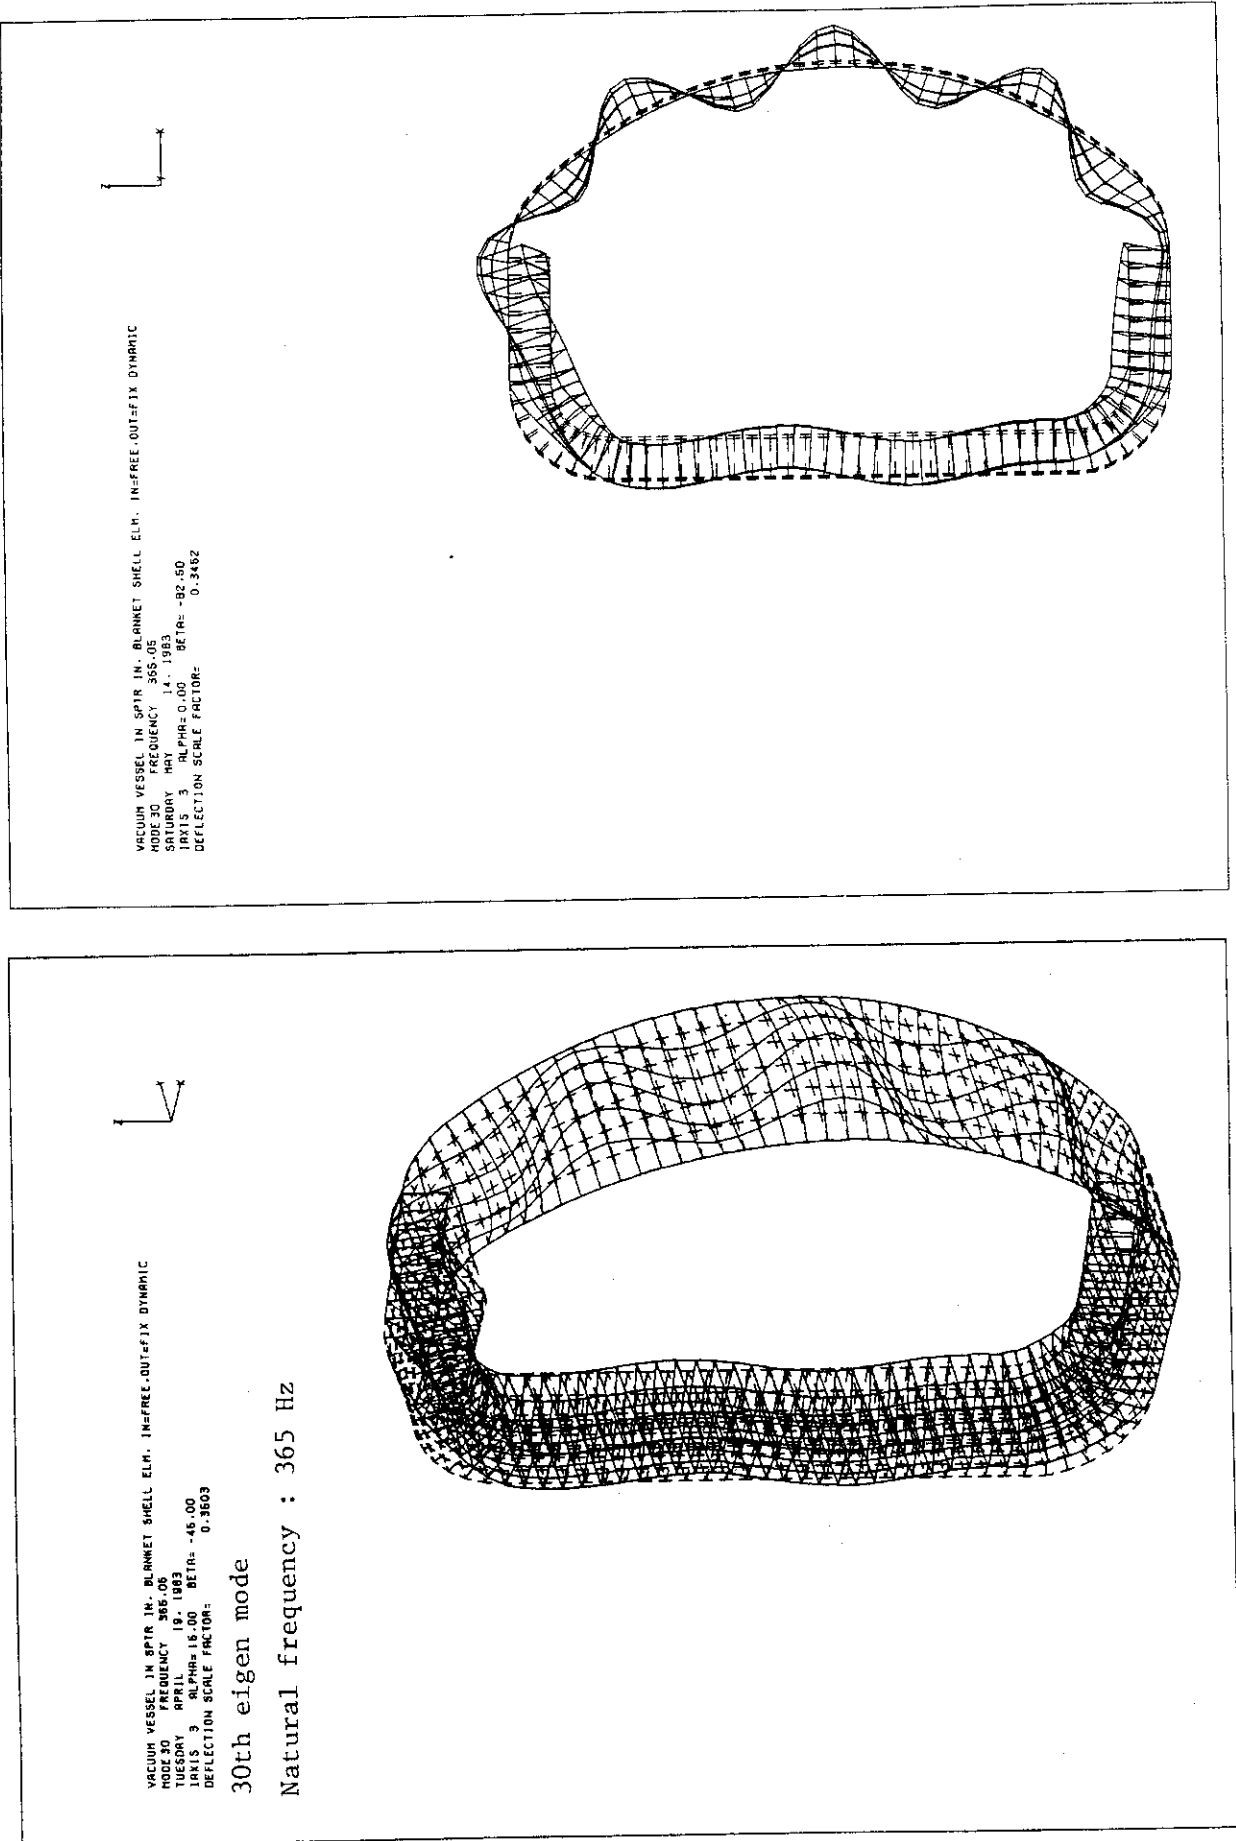 VACUUM VESSEL IN SPTR IN. BLANKET SHELL ELM. IN=FREE.OUT=FIX DYNAMIC
MODE 30 FREQUENCY 365.05
TUESDAY APRIL 19. 1983
IAXIS 3 ALPHA= 15.00 BETA= -45.00
DEFLECTION SCALE FACTOR= 0.3503
30th eigen mode
Natural frequency : 365 Hz
Z
Y
X
VACUUM VESSEL IN SPTR IN. BLANKET SHELL ELM. IN=FREE.OUT=FIX DYNAMIC
MODE 30 FREQUENCY 365.05
SATURDAY MAY 14. 1983
IAXIS 3 ALPHA= 0.00 BETA= -82.50
DEFLECTION SCALE FACTOR= 0.3452
Z
Y
X